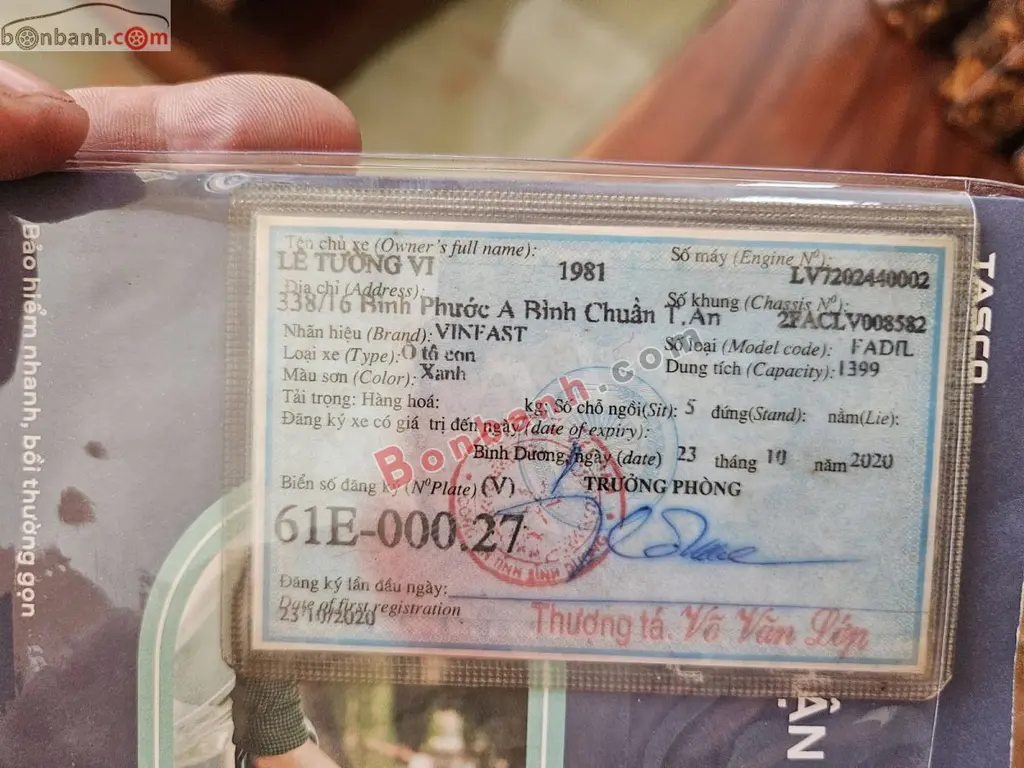 bonbanh.com
Tên chủ xe (Owner's full name):
LÊ TƯỜNG VI 1981
Số máy (Engine Nº):
LV7202440002
Địa chỉ (Address):
338/16 Bình Phước A Bình Chuẩn T.An
Số khung (Chassis Nº):
2FACLV008582
Nhãn hiệu (Brand): VINFAST
Số loại (Model code): FADIL
Loại xe (Type): Ô tô con
Dung tích (Capacity): 1399
Màu sơn (Color): Xanh
Tải trọng: Hàng hoá: kg; Số chỗ ngồi(Sit): 5 đứng(Stand): nằm(Lie):
Đăng ký xe có giá trị đến ngày (date of expiry):
Bình Dương, ngày (date) 23 tháng 10 năm 2020
Biển số đăng ký (NºPlate) (V) TRƯỞNG PHÒNG
61E-000.27
Đăng ký lần đầu ngày:
Date of first registration
23/10/2020
Thượng tá. Võ Văn Lớp
Bonbanh.com
Bảo hiểm nhanh, bồi thường gọn
TASCO
ẬN